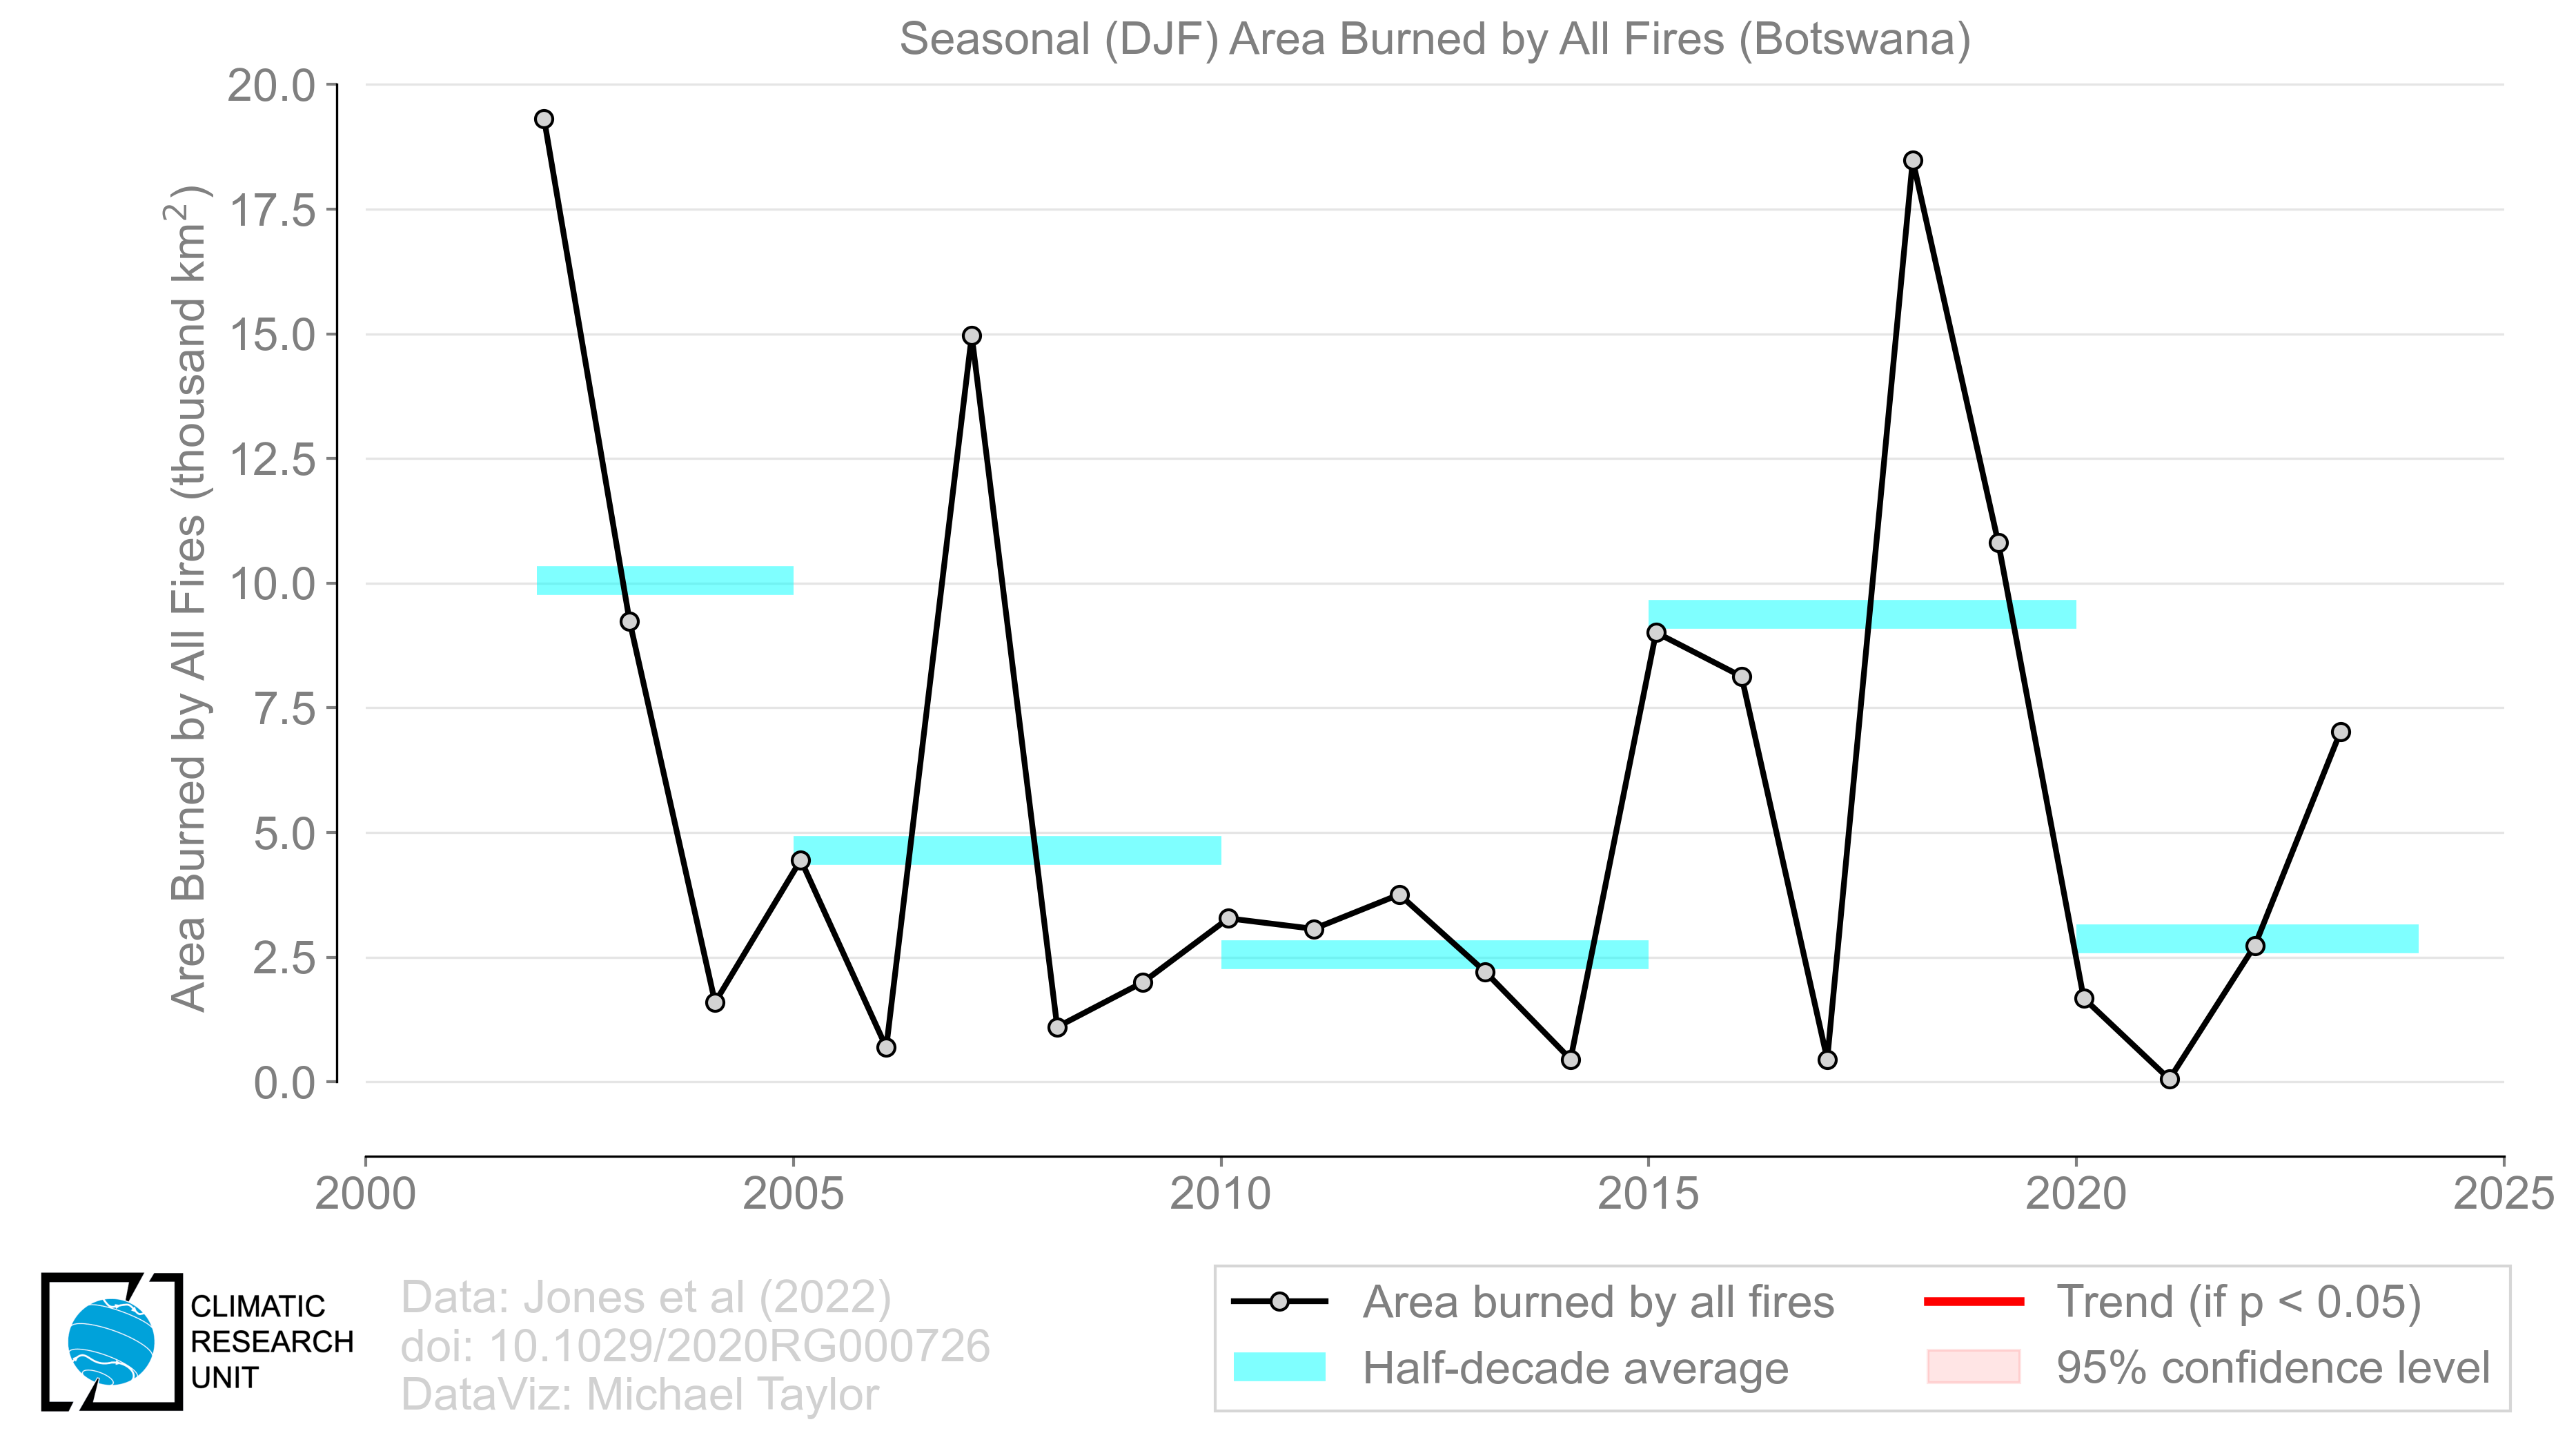 Seasonal (DJF) Area Burned by All Fires (Botswana)
Area Burned by All Fires (thousand km²)
20.0
17.5
15.0
12.5
10.0
7.5
5.0
2.5
0.0
2000 2005 2010 2015 2020 2025
CLIMATIC
RESEARCH
UNIT
Data: Jones et al (2022)
doi: 10.1029/2020RG000726
DataViz: Michael Taylor
Area burned by all fires
Half-decade average
Trend (if p < 0.05)
95% confidence level